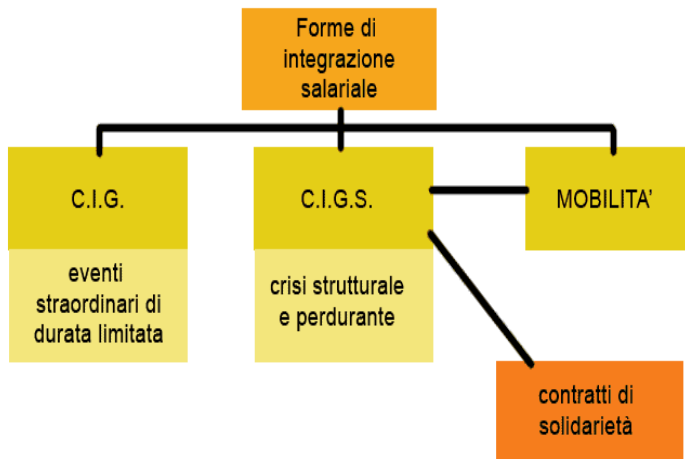 Forme di
integrazione
salariale
C.I.G.
C.I.G.S.
MOBILITA'
eventi
straordinari di
durata limitata
crisi strutturale
e perdurante
contratti di
solidarietà